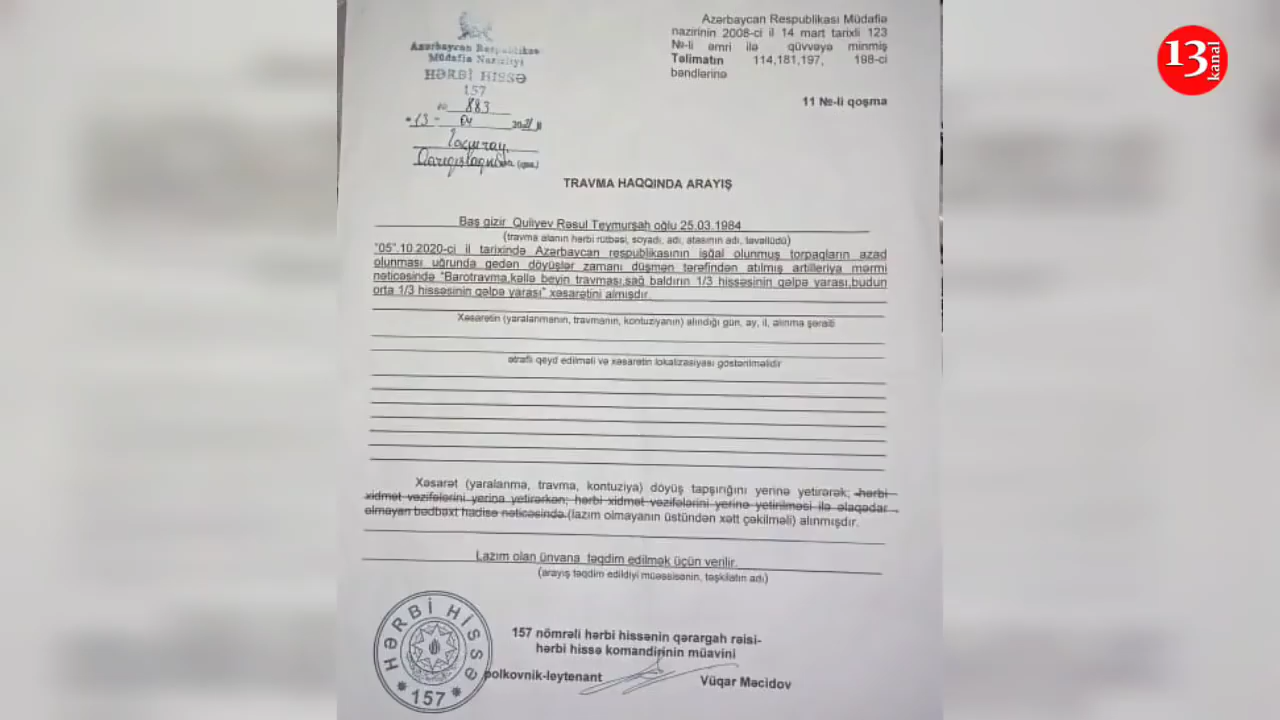 13
kanal
Azərbaycan Respublikası
Müdafiə Nazirliyi
HƏRBİ HİSSƏ
157
№ 883
"13"
Azərbaycan Respublikası Müdafiə
nazirinin 2008-ci il 14 mart tarixli 123
№-li əmri ilə qüvvəyə minmiş
Təlimatın 114,181,197, 198-ci
bəndlərinə
11 №-li qoşma
TRAVMA HAQQINDA ARAYIŞ
Baş gizir Quliyev Rəsul Teymurşah oğlu 25.03.1984
(travma alanın hərbi rütbəsi, soyadı, adı, atasının adı, təvəllüdü)
"05".10.2020-ci il tarixində Azərbaycan respublikasının işğal olunmuş torpaqların azad
olunması uğrunda gedən döyüşlər zamanı düşmən tərəfindən atılmış artilleriya mərmi
nəticəsində "Barotravma,kəllə beyin travması,sağ baldırın 1/3 hissəsinin qəlpə yarası,budun
orta 1/3 hissəsinin qəlpə yarası" xəsarətini almışdır.
Xəsarətin (yaralanmanın, travmanın, kontuziyanın) alındığı gün, ay, il, alınma şəraiti
ətraflı qeyd edilməli və xəsarətin lokalizasiyası göstərilməlidir
Xəsarət (yaralanma, travma, kontuziya) döyüş tapşırığını yerinə yetirərək; hərbi
xidmət vəzifələrini yerinə yetirərkən; hərbi xidmət vəzifələrini yerinə yetirilməsi ilə əlaqədar
olmayan bədbəxt hadisə nəticəsində.(lazım olmayanın üstündən xətt çəkilməli) alınmışdır.
Lazım olan ünvana təqdim edilmək üçün verilir.
(arayış təqdim edildiyi müəssisənin, təşkilatın adı)
157 nömrəli hərbi hissənin qərargah rəisi-
hərbi hissə komandirinin müavini
polkovnik-leytenant
Vüqar Məcidov
HƏRBİ HİSSƏ
* 157 *